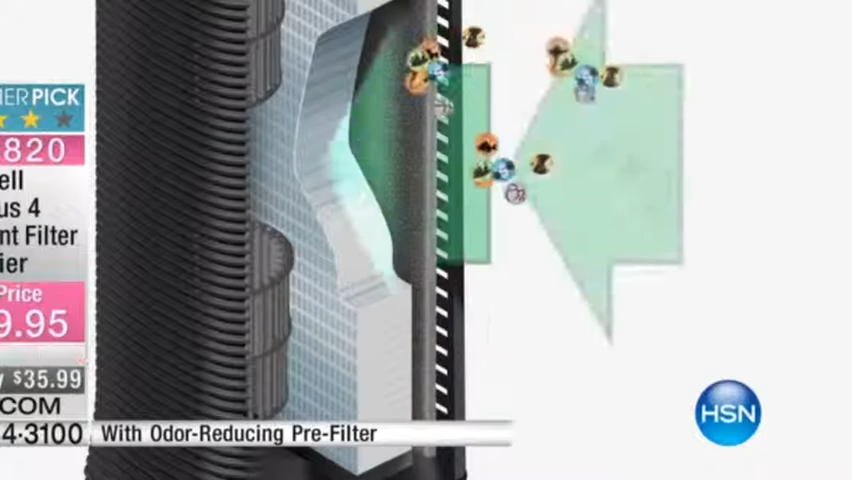 ERPICK
820
ell
us 4
nt Filter
ier
Price
9.95
$35.99
COM
4-3100
With Odor-Reducing Pre-Filter
HSN